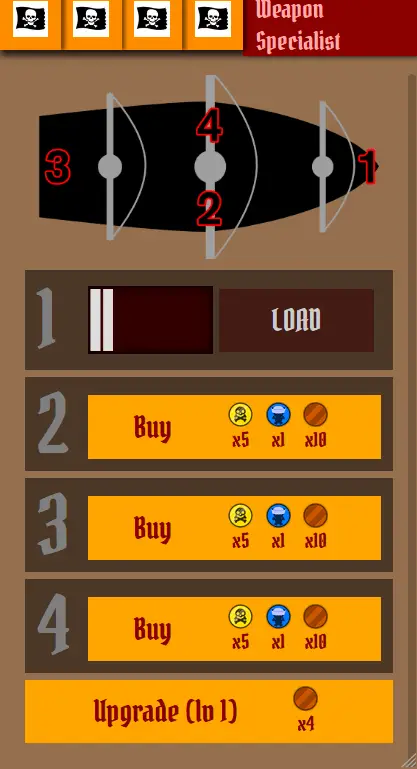 Weapon
Specialist
4
3
1
2
1
LOAD
2
Buy
x5 x1 x10
3
Buy
x5 x1 x10
4
Buy
x5 x1 x10
Upgrade (lv 1)
x4